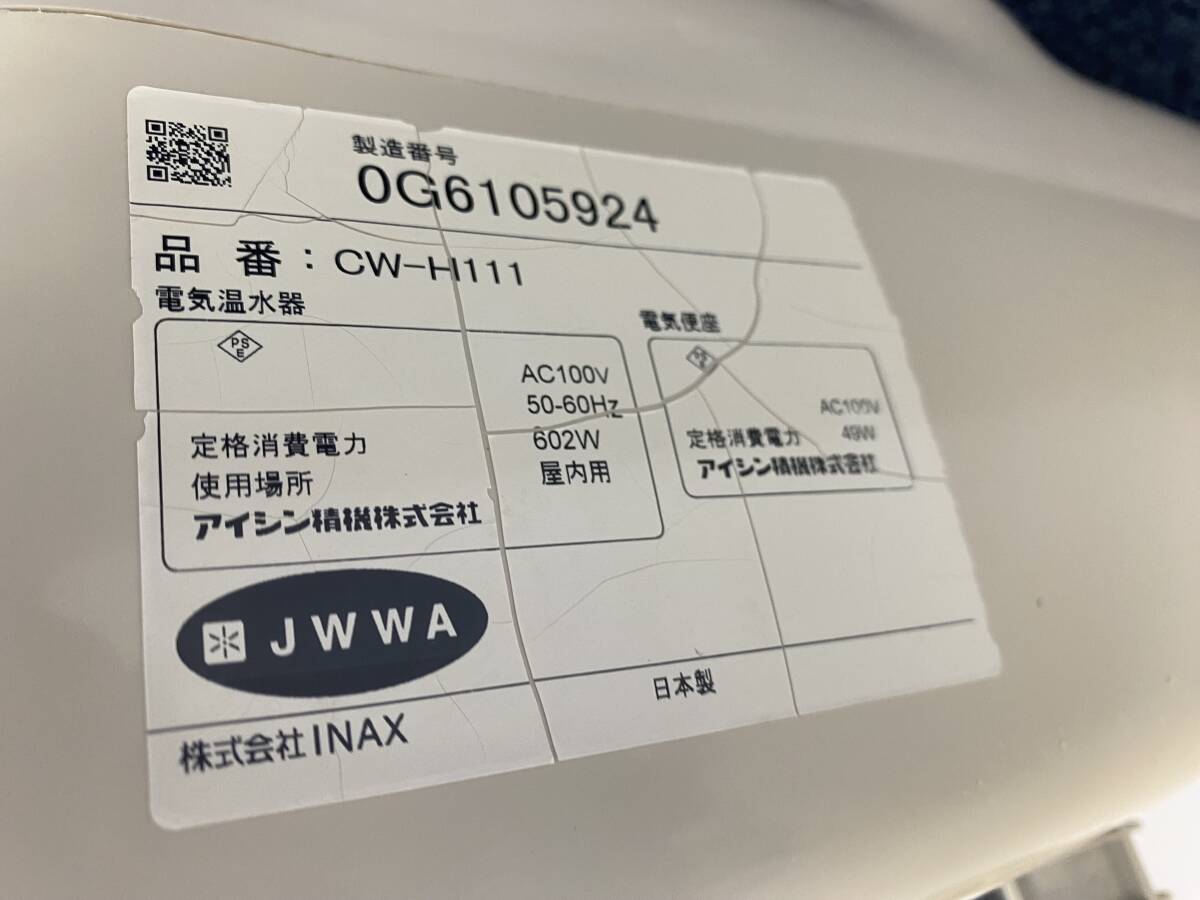 製造番号
0G6105924
品 番 : CW-H111
電気温水器
PS
E
AC100V
50-60Hz
定格消費電力 602W
使用場所 屋内用
アイシン精機株式会社
電気便座
AC100V
定格消費電力 49W
アイシン精機株式会社
JWWA
日本製
株式会社INAX